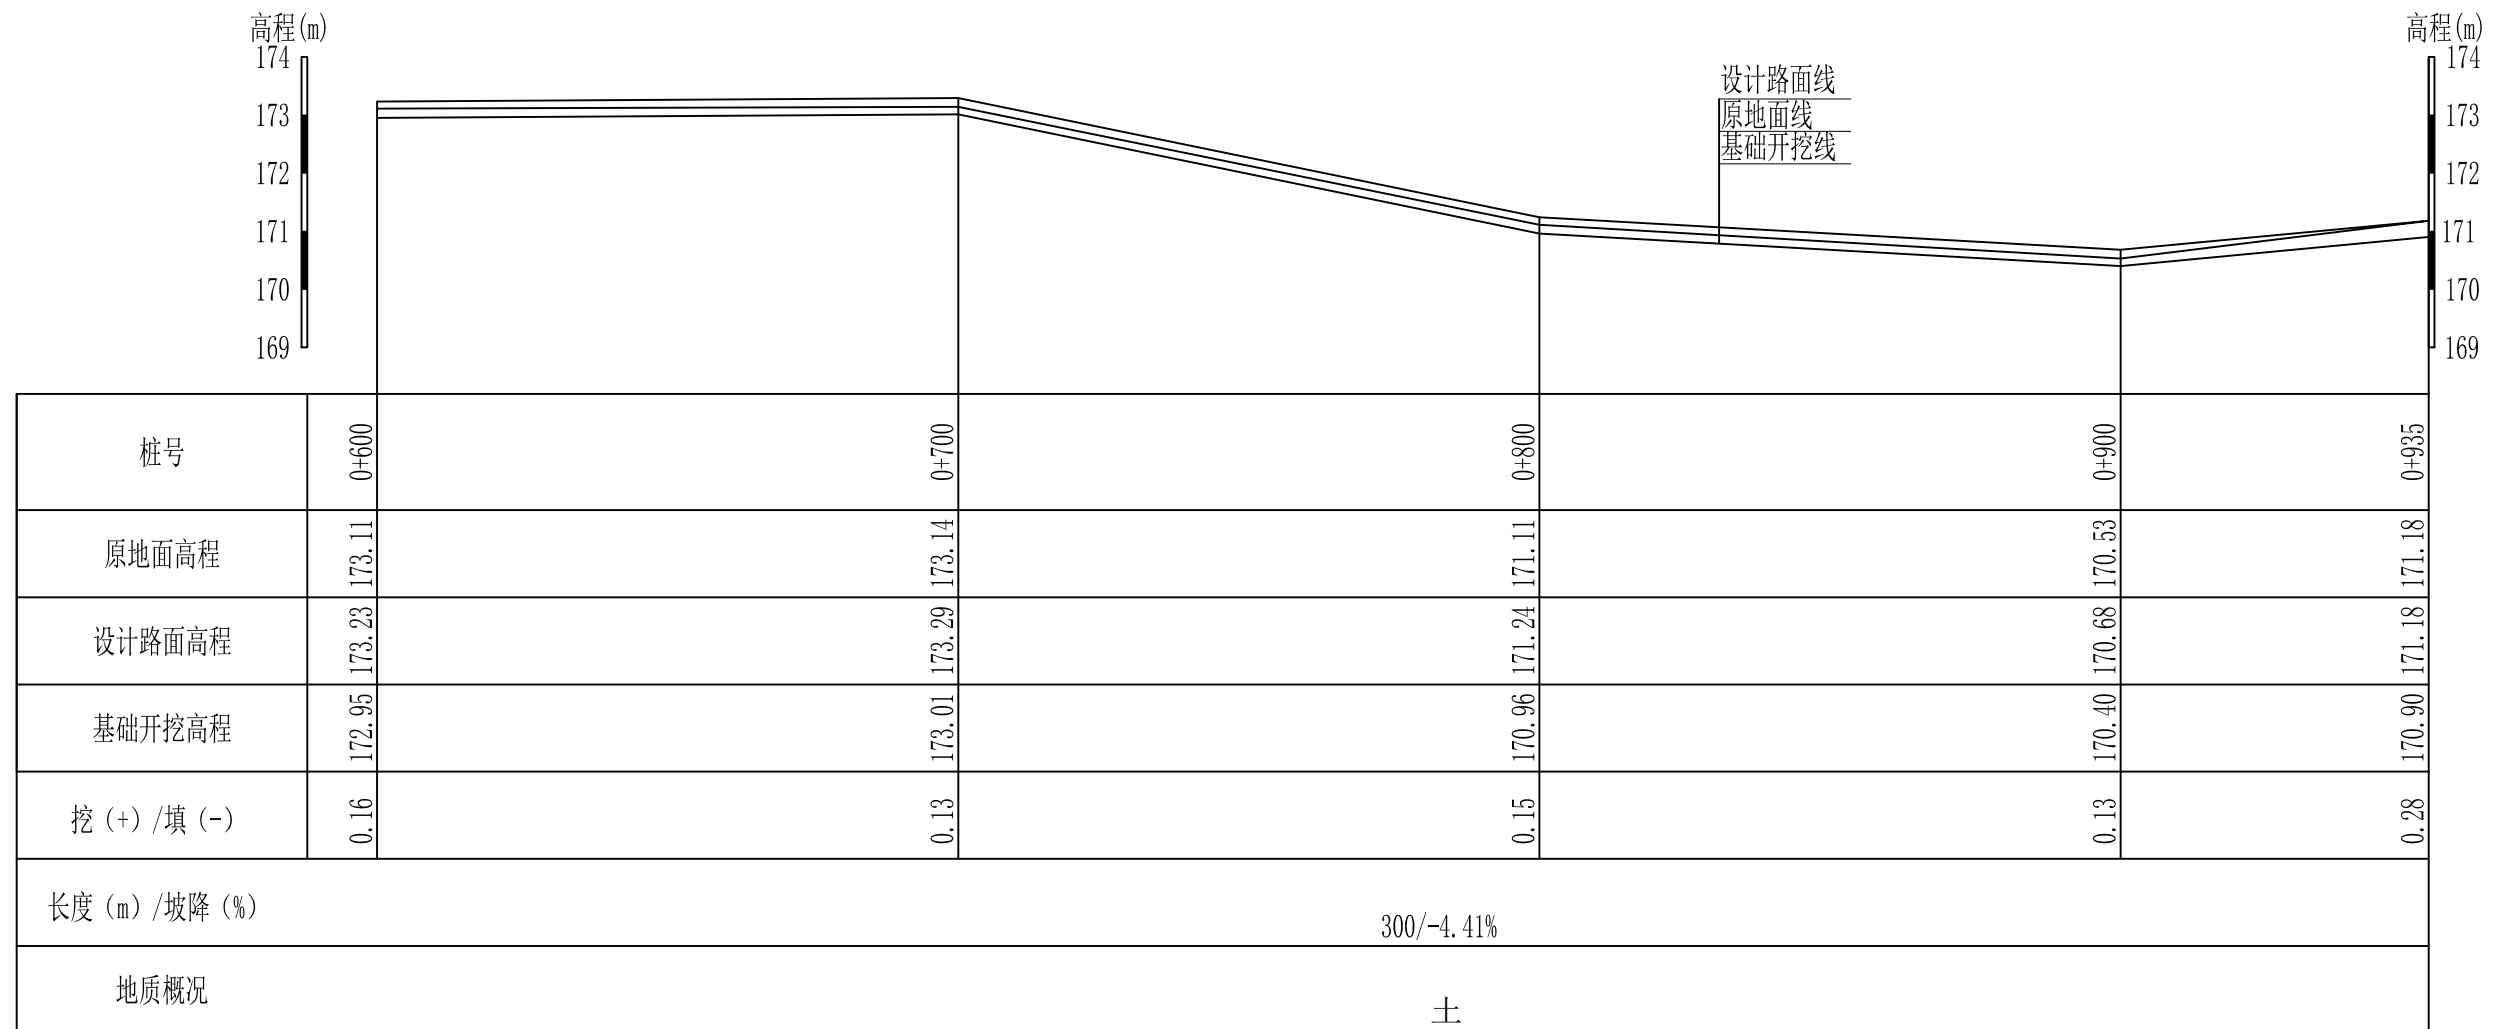 高程(m)
高程(m)
174
173
172
171
170
169
设计路面线
原地面线
基础开挖线
174
173
172
171
170
169
桩号 0+600 0+700 0+800 0+900 0+935
原地面高程 173.11 173.14 171.11 170.53 171.18
设计路面高程 173.23 173.29 171.24 170.68 171.18
基础开挖高程 172.95 173.01 170.96 170.40 170.90
挖(+)/填(-) 0.16 0.13 0.15 0.13 0.28
长度(m)/坡降(%) 300/-4.41%
地质概况 土